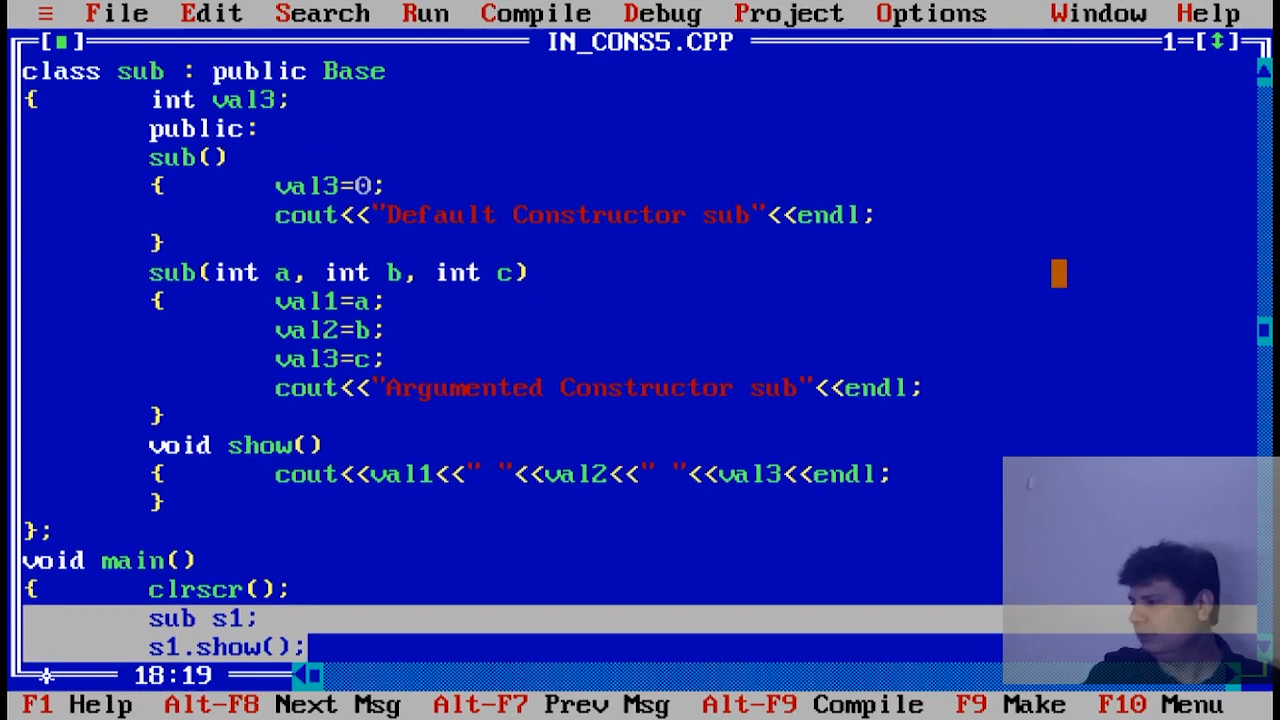 ≡ File Edit Search Run Compile Debug Project Options Window Help
[■] IN_CONS5.CPP 1=[↕]
class sub : public Base
{ int val3;
public:
sub()
{ val3=0;
cout<<"Default Constructor sub"<<endl;
}
sub(int a, int b, int c)
{ val1=a;
val2=b;
val3=c;
cout<<"Argumented Constructor sub"<<endl;
}
void show()
{ cout<<val1<<" "<<val2<<" "<<val3<<endl;
}
};
void main()
{ clrscr();
sub s1;
s1.show();
18:19
F1 Help Alt-F8 Next Msg Alt-F7 Prev Msg Alt-F9 Compile F9 Make F10 Menu